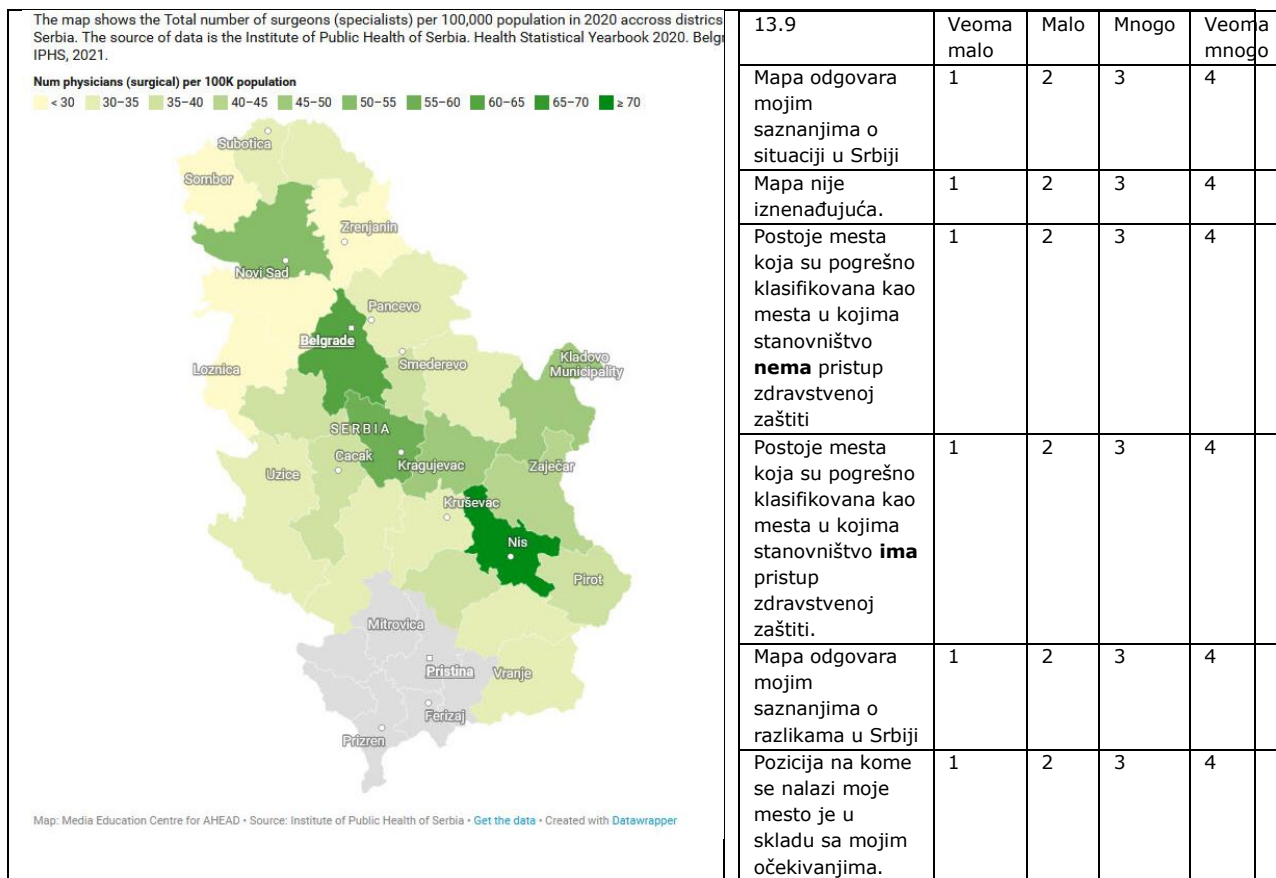 The map shows the Total number of surgeons (specialists) per 100,000 population in 2020 accross districs
Serbia. The source of data is the Institute of Public Health of Serbia. Health Statistical Yearbook 2020. Belgr
IPHS, 2021.
Num physicians (surgical) per 100K population
< 30 30–35 35–40 40–45 45–50 50–55 55–60 60–65 65–70 ≥ 70
Subotica
Sombor
Zrenjanin
Novi Sad
Pancevo
Belgrade
Loznica
Smederevo
Kladovo
Municipality
SERBIA
Cacak
Uzice
Kragujevac
Zaječar
Kruševac
Nis
Pirot
Mitrovica
Pristina
Vranje
Ferizaj
Prizren
Map: Media Education Centre for AHEAD • Source: Institute of Public Health of Serbia • Get the data • Created with Datawrapper
13.9 Veoma Malo Mnogo Veoma
malo mnogo
Mapa odgovara 1 2 3 4
mojim
saznanjima o
situaciji u Srbiji
Mapa nije 1 2 3 4
iznenađujuća.
Postoje mesta 1 2 3 4
koja su pogrešno
klasifikovana kao
mesta u kojima
stanovništvo
nema pristup
zdravstvenoj
zaštiti
Postoje mesta 1 2 3 4
koja su pogrešno
klasifikovana kao
mesta u kojima
stanovništvo ima
pristup
zdravstvenoj
zaštiti.
Mapa odgovara 1 2 3 4
mojim
saznanjima o
razlikama u Srbiji
Pozicija na kome 1 2 3 4
se nalazi moje
mesto je u
skladu sa mojim
očekivanjima.